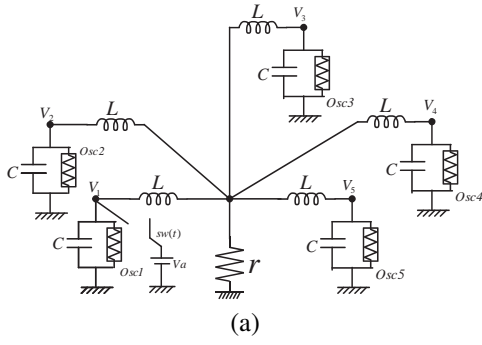 L
V3
C
Osc3
V2
L
L
V4
C
Osc2
C
Osc4
V1
L
L
V5
C
Osc1
sw(t)
Va
r
C
Osc5
(a)